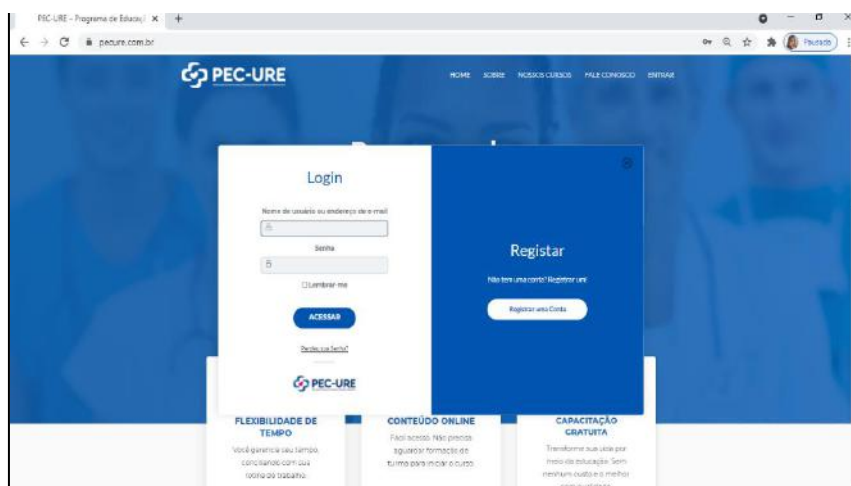 PEC-URE - Programa de Educaçã
pecure.com.br
Pausado
PEC-URE
HOME SOBRE NOSSOS CURSOS FALE CONOSCO ENTRAR
Login
Nome de usuário ou endereço de e-mail
Senha
Lembrar-me
ACESSAR
Perdeu sua Senha?
PEC-URE
Registar
Não tem uma conta? Registrar um!
Registrar uma Conta
FLEXIBILIDADE DE
TEMPO
Você gerencia seu tempo,
conciliando com sua
rotina de trabalho.
CONTEÚDO ONLINE
Fácil acesso. Não precisa
aguardar formação de
turma para iniciar o curso.
CAPACITAÇÃO
GRATUITA
Transforme sua vida por
meio da educação. Sem
nenhum custo e o melhor